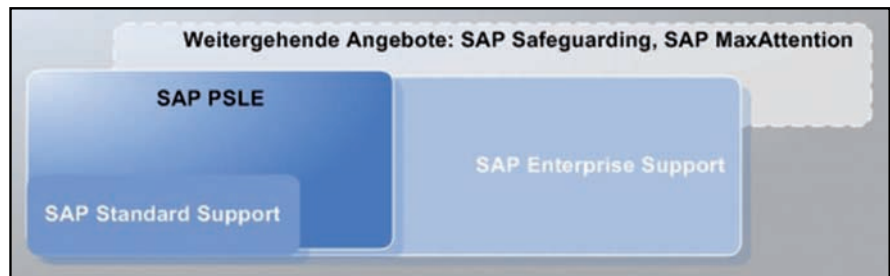 Weitergehende Angebote: SAP Safeguarding, SAP MaxAttention
SAP PSLE
SAP Enterprise Support
SAP Standard Support